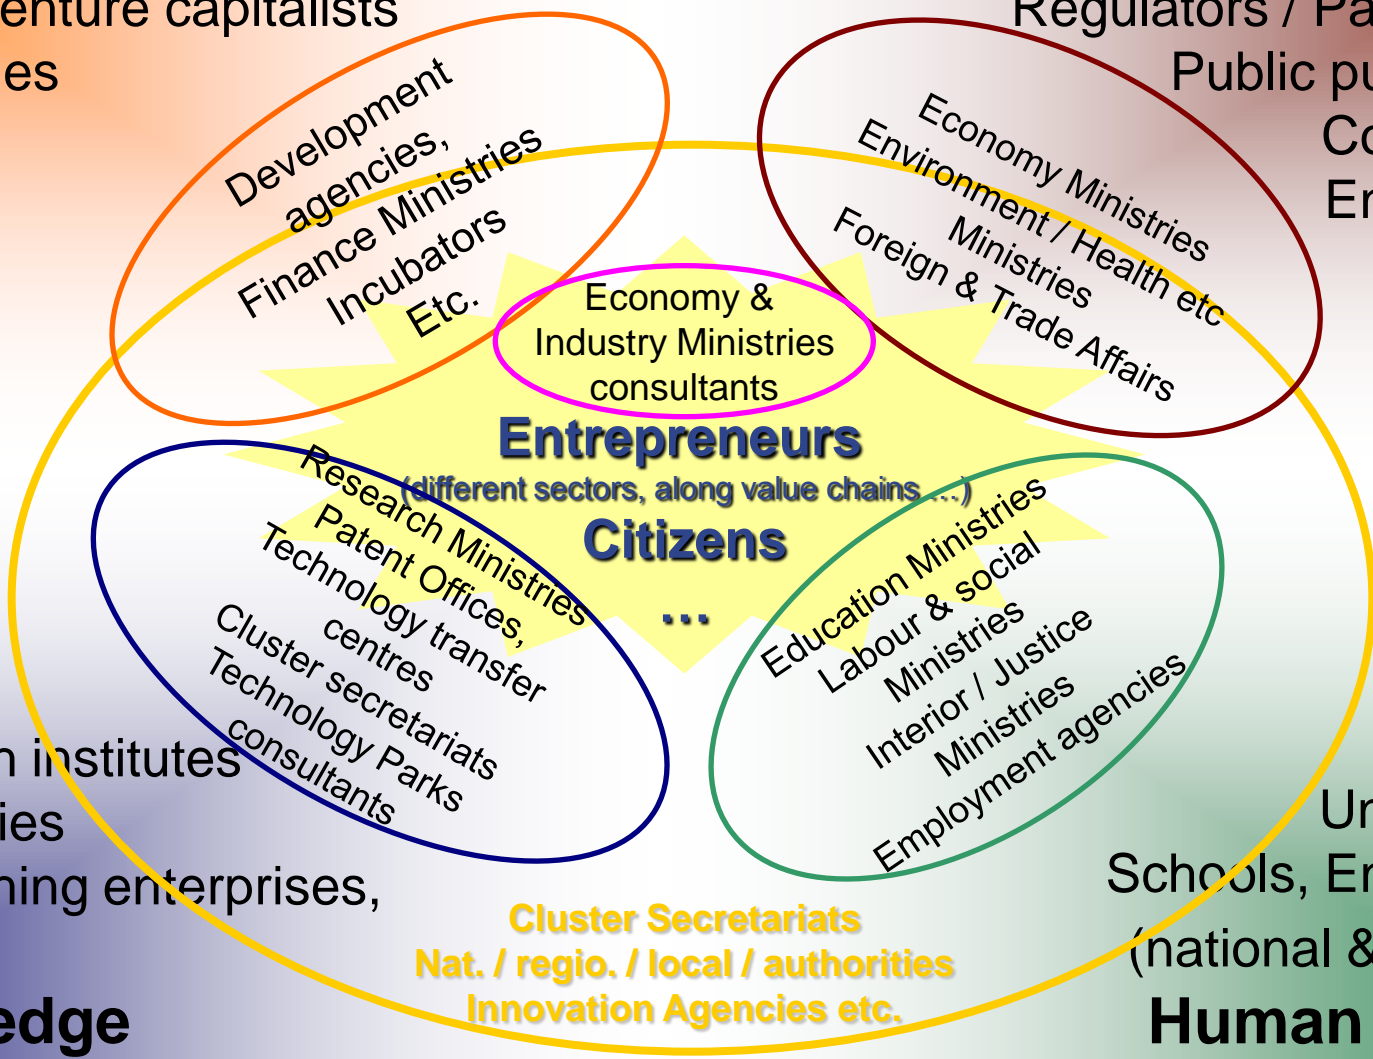 enture capitalists
es
Regulators / Pa
Public pu
Co
En
Development
agencies,
Finance Ministries
Incubators
Etc.
Economy Ministries
Environment / Health etc
Ministries
Foreign & Trade Affairs
Economy &
Industry Ministries
consultants
Entrepreneurs
(different sectors, along value chains …)
Citizens
…
Research Ministries
Patent Offices,
Technology transfer
centres
Cluster secretariats
Technology Parks
consultants
Education Ministries
Labour & social
Ministries
Interior / Justice
Ministries
Employment agencies
n institutes
ies
ning enterprises,
edge
Cluster Secretariats
Nat. / regio. / local / authorities
Innovation Agencies etc.
Un
Schools, En
(national &
Human